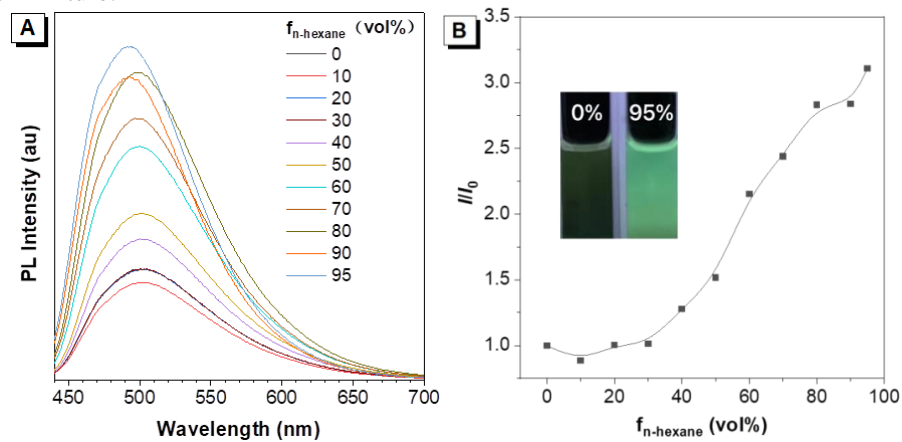 A
f n-hexane (vol%)
0
10
20
30
40
50
60
70
80
90
95
PL Intensity (au)
450 500 550 600 650 700
Wavelength (nm)
B
3.5
3.0
2.5
2.0
1.5
1.0
I/I0
0% 95%
0 20 40 60 80 100
f n-hexane (vol%)